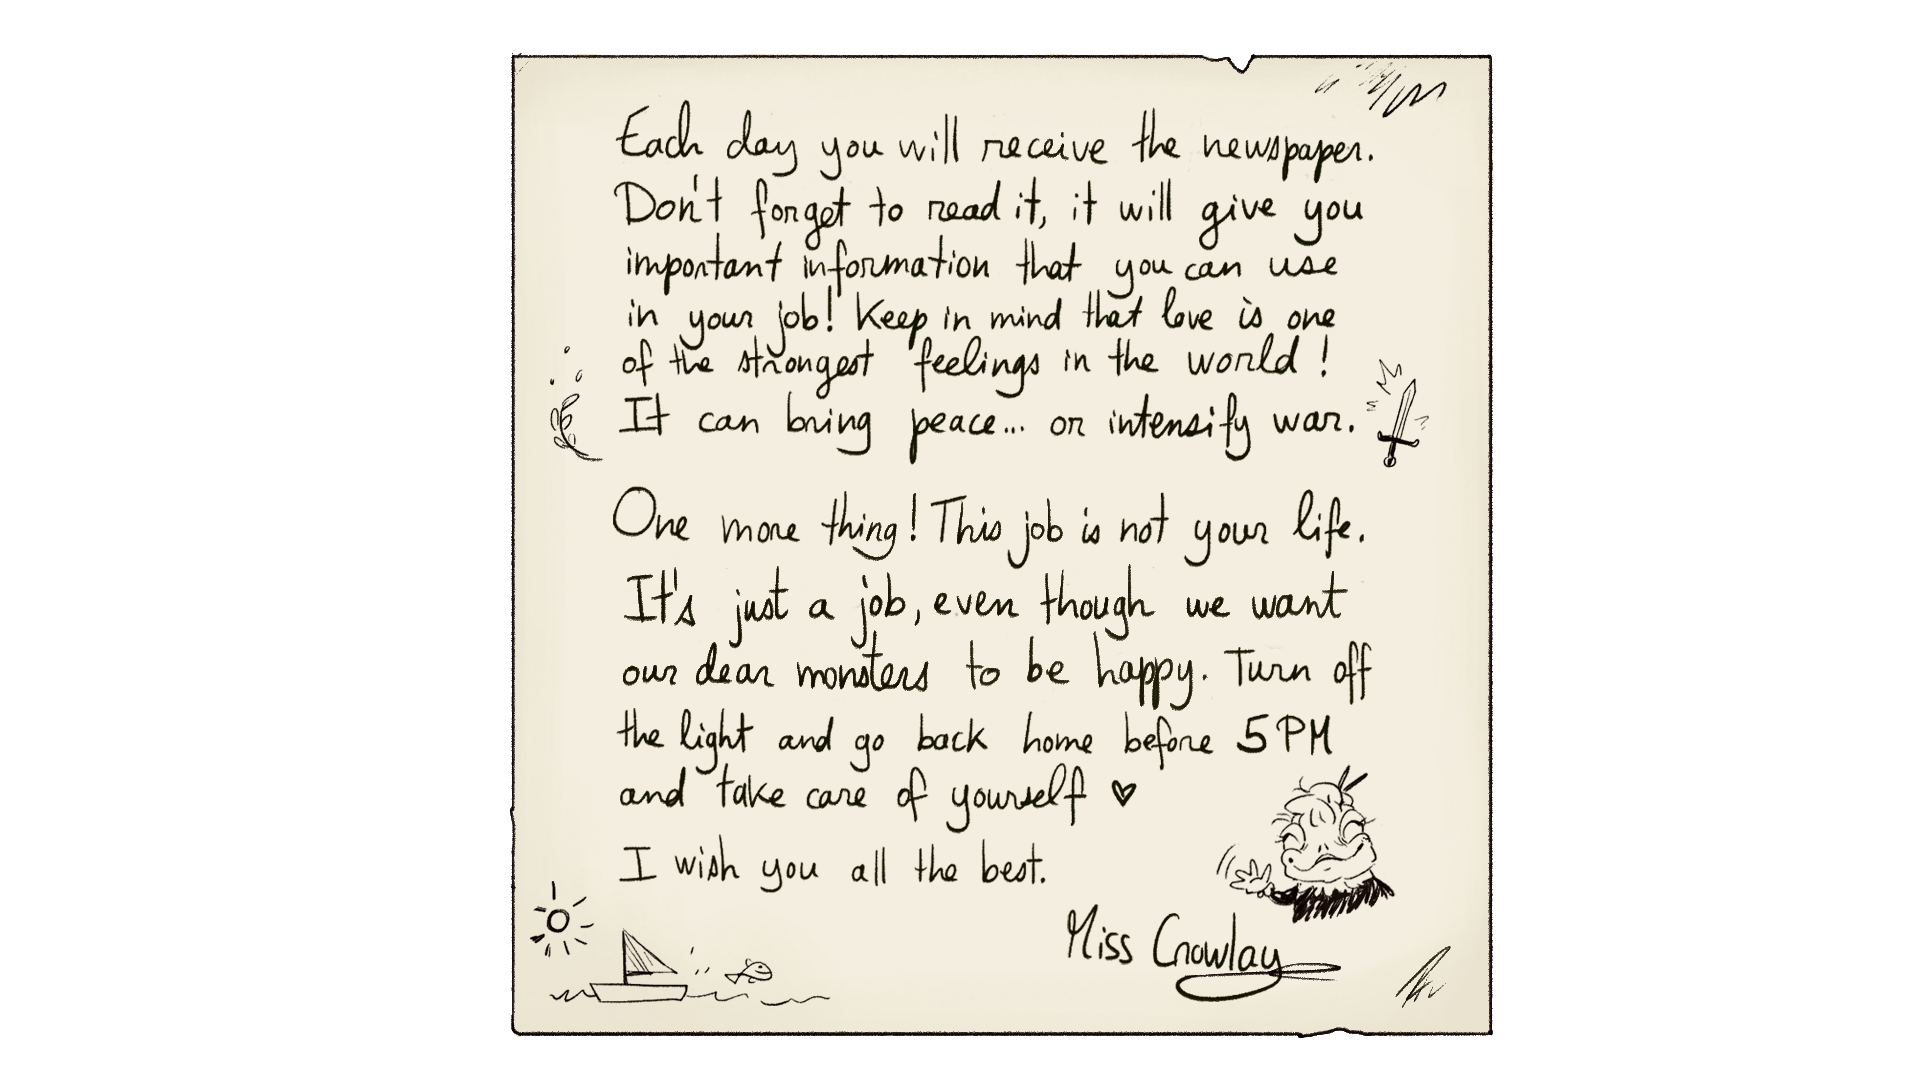 Each day you will receive the newspaper.
Don't forget to read it, it will give you
important information that you can use
in your job! Keep in mind that love is one
of the strongest feelings in the world !
It can bring peace... or intensify war.
One more thing! This job is not your life.
It's just a job, even though we want
our dear monsters to be happy. Turn off
the light and go back home before 5 PM
and take care of yourself ♥
I wish you all the best.
Miss Crowlay